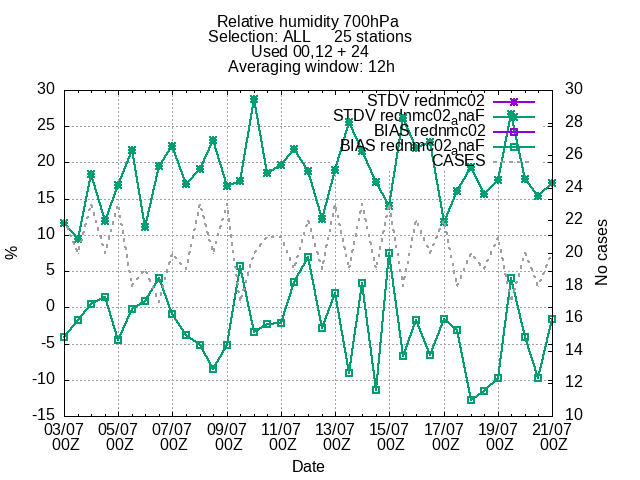 Relative humidity 700hPa
Selection: ALL 25 stations
Used 00,12 + 24
Averaging window: 12h
STDV rednmc02
STDV rednmc02anaF
BIAS rednmc02
BIAS rednmc02anaF
CASES
30
25
20
15
10
5
0
-5
-10
-15
%
30
28
26
24
22
20
18
16
14
12
10
No cases
03/07 05/07 07/07 09/07 11/07 13/07 15/07 17/07 19/07 21/07
00Z 00Z 00Z 00Z 00Z 00Z 00Z 00Z 00Z 00Z
Date